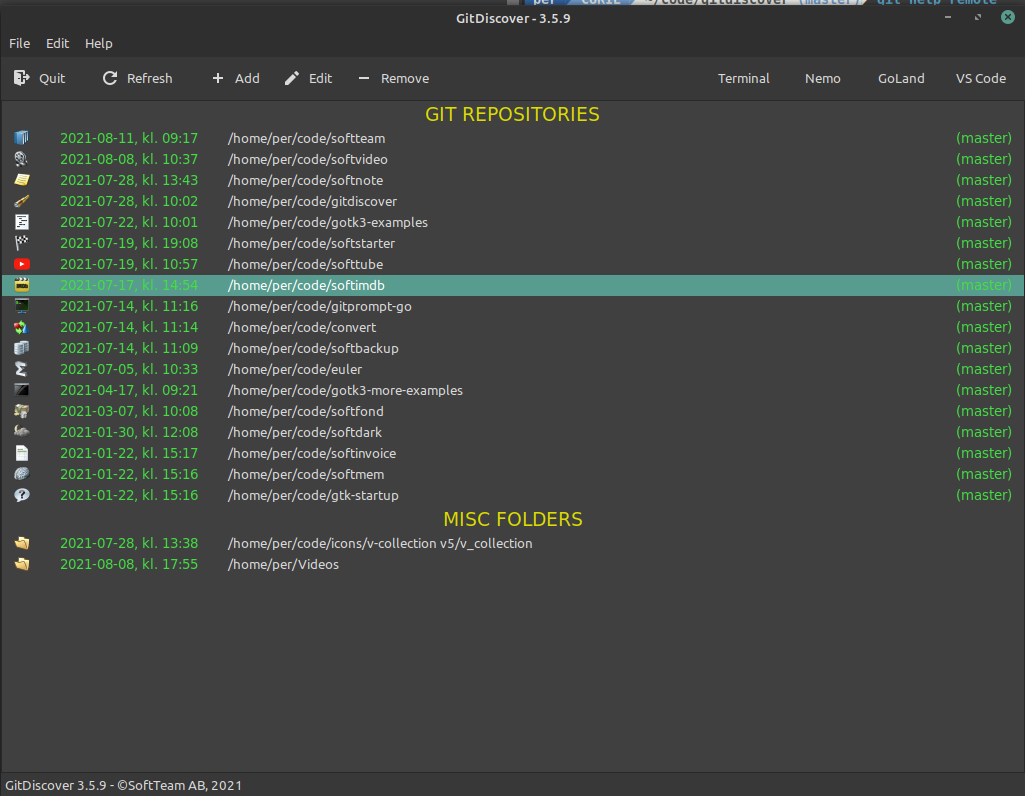 per CORIL ~/code/gitdiscover (master) git help remote
GitDiscover - 3.5.9
File Edit Help
Quit Refresh Add Edit Remove Terminal Nemo GoLand VS Code
GIT REPOSITORIES
2021-08-11, kl. 09:17 /home/per/code/softteam (master)
2021-08-08, kl. 10:37 /home/per/code/softvideo (master)
2021-07-28, kl. 13:43 /home/per/code/softnote (master)
2021-07-28, kl. 10:02 /home/per/code/gitdiscover (master)
2021-07-22, kl. 10:01 /home/per/code/gotk3-examples (master)
2021-07-19, kl. 19:08 /home/per/code/softstarter (master)
2021-07-19, kl. 10:57 /home/per/code/softtube (master)
2021-07-17, kl. 14:54 /home/per/code/softimdb (master)
2021-07-14, kl. 11:16 /home/per/code/gitprompt-go (master)
2021-07-14, kl. 11:14 /home/per/code/convert (master)
2021-07-14, kl. 11:09 /home/per/code/softbackup (master)
2021-07-05, kl. 10:33 /home/per/code/euler (master)
2021-04-17, kl. 09:21 /home/per/code/gotk3-more-examples (master)
2021-03-07, kl. 10:08 /home/per/code/softfond (master)
2021-01-30, kl. 12:08 /home/per/code/softdark (master)
2021-01-22, kl. 15:17 /home/per/code/softinvoice (master)
2021-01-22, kl. 15:16 /home/per/code/softmem (master)
2021-01-22, kl. 15:16 /home/per/code/gtk-startup (master)
MISC FOLDERS
2021-07-28, kl. 13:38 /home/per/code/icons/v-collection v5/v_collection
2021-08-08, kl. 17:55 /home/per/Videos
GitDiscover 3.5.9 - ©SoftTeam AB, 2021